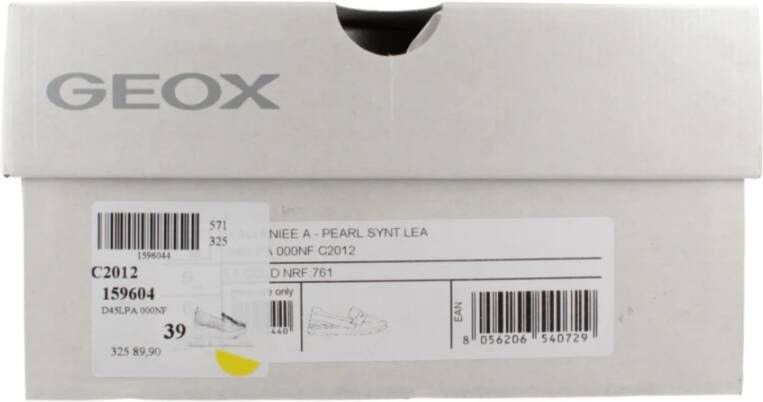 GEOX
571
325
1596044
C2012
159604
D45LPA 000NF
39
325 89,90
NIEE A - PEARL SYNT.LEA
000NF C2012
NRF.761
only
440
EAN
8 056206 540729